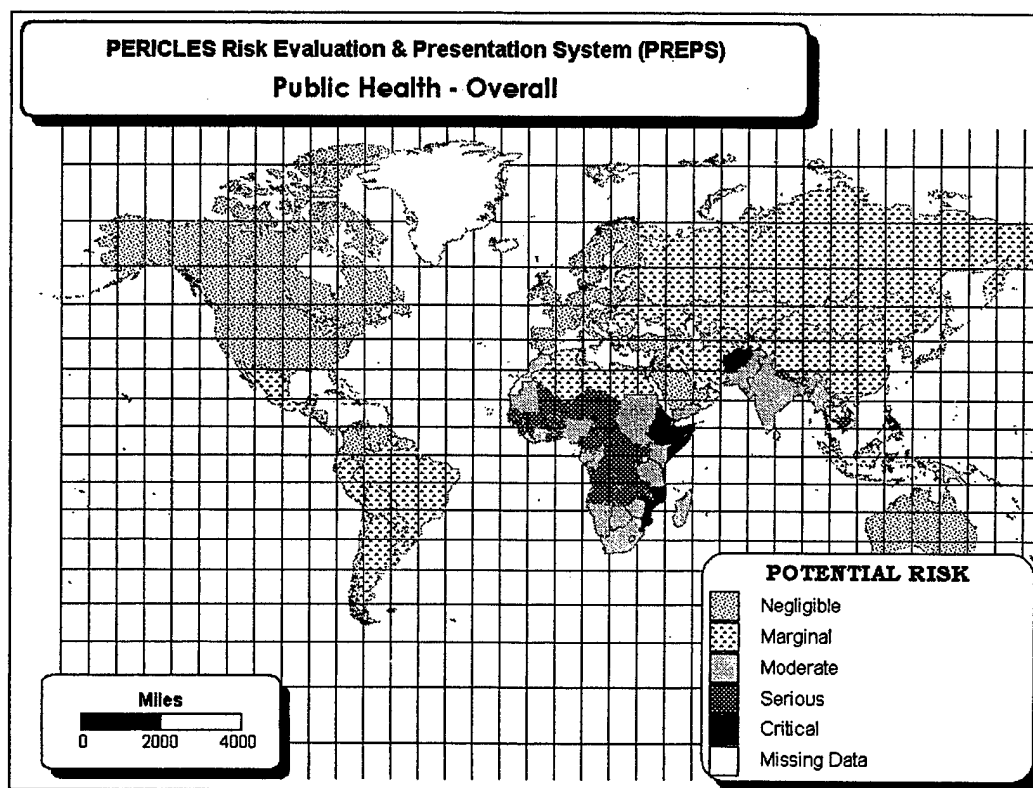 PERICLES Risk Evaluation & Presentation System (PREPS)
Public Health - Overall
POTENTIAL RISK
Negligible
Marginal
Moderate
Serious
Critical
Missing Data
Miles
0 2000 4000